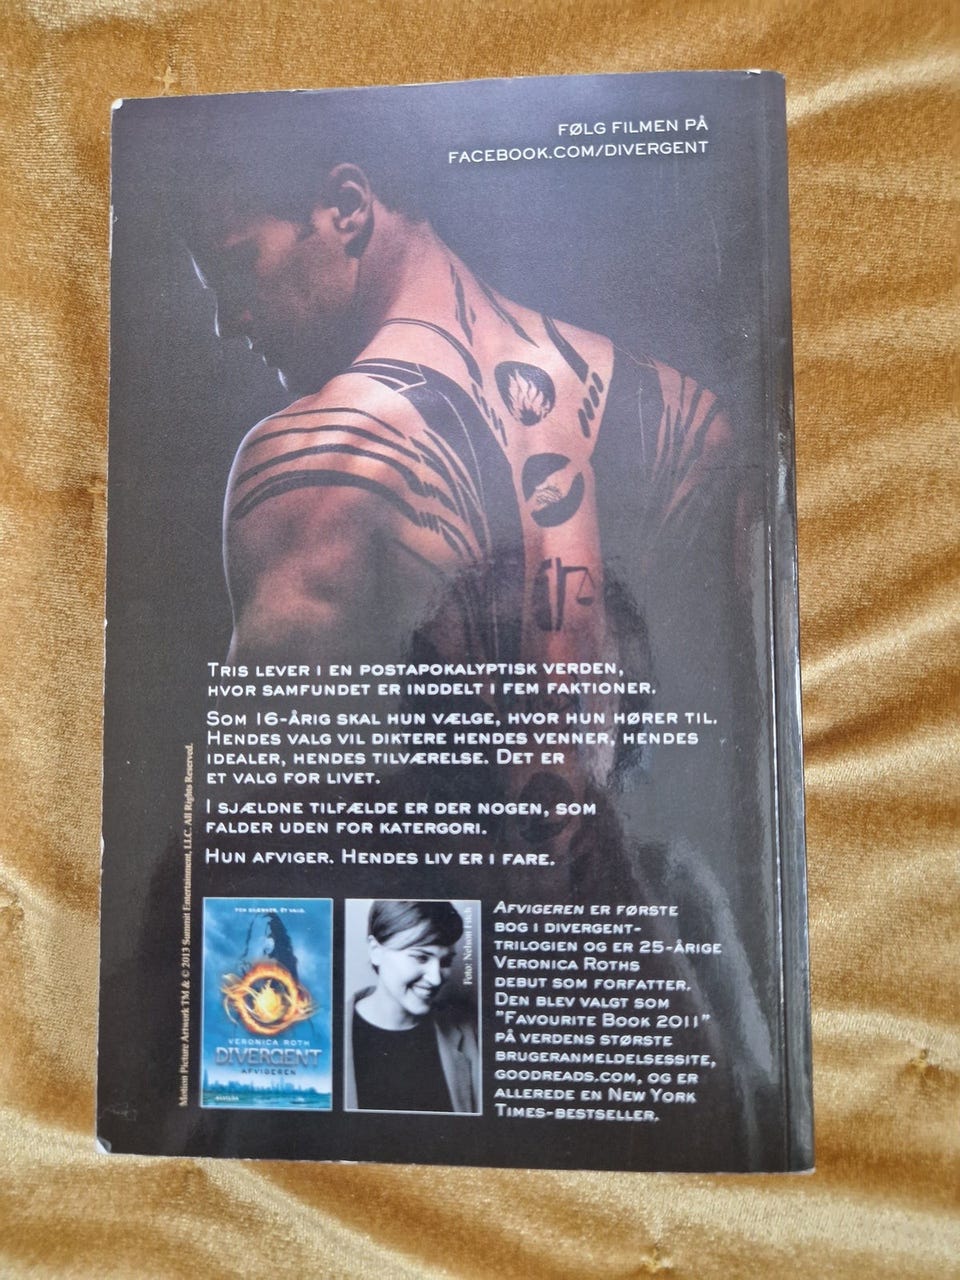 FØLG FILMEN PÅ
FACEBOOK.COM/DIVERGENT
TRIS LEVER I EN POSTAPOKALYPTISK VERDEN,
HVOR SAMFUNDET ER INDDELT I FEM FAKTIONER.
SOM 16-ÅRIG SKAL HUN VÆLGE, HVOR HUN HØRER TIL.
HENDES VALG VIL DIKTERE HENDES VENNER, HENDES
IDEALER, HENDES TILVÆRELSE. DET ER
ET VALG FOR LIVET.
I SJÆLDNE TILFÆLDE ER DER NOGEN, SOM
FALDER UDEN FOR KATERGORI.
HUN AFVIGER. HENDES LIV ER I FARE.
Motion Picture Artwork TM & © 2013 Summit Entertainment, LLC. All Rights Reserved.
ÉT VALG.
VERONICA ROTH
DIVERGENT
AFVIGEREN
Foto: Nelson Fitch
AFVIGEREN ER FØRSTE
BOG I DIVERGENT-
TRILOGIEN OG ER 25-ÅRIGE
VERONICA ROTHS
DEBUT SOM FORFATTER.
DEN BLEV VALGT SOM
"FAVOURITE BOOK 2011"
PÅ VERDENS STØRSTE
BRUGERANMELDELSESSITE,
GOODREADS.COM, OG ER
ALLEREDE EN NEW YORK
TIMES-BESTSELLER.